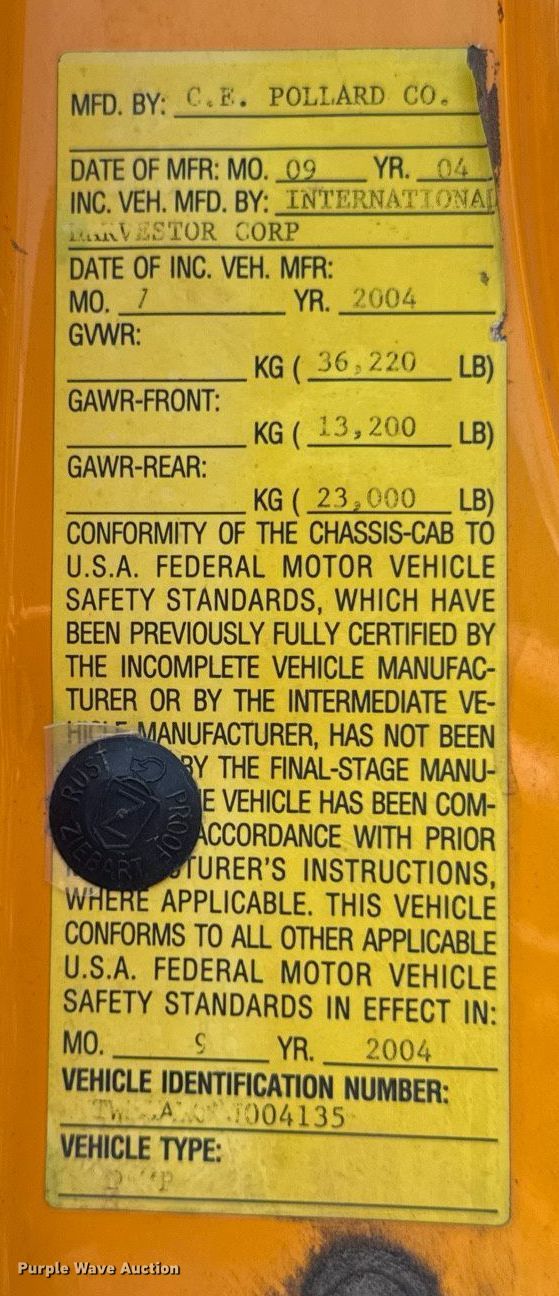 MFD. BY: C.E. POLLARD CO.
DATE OF MFR: MO. 09 YR. 04
INC. VEH. MFD. BY: INTERNATIONAL
HARVESTOR CORP
DATE OF INC. VEH. MFR:
MO. 7 YR. 2004
GVWR:
KG ( 36,220 LB)
GAWR-FRONT:
KG ( 13,200 LB)
GAWR-REAR:
KG ( 23,000 LB)
CONFORMITY OF THE CHASSIS-CAB TO
U.S.A. FEDERAL MOTOR VEHICLE
SAFETY STANDARDS, WHICH HAVE
BEEN PREVIOUSLY FULLY CERTIFIED BY
THE INCOMPLETE VEHICLE MANUFAC-
TURER OR BY THE INTERMEDIATE VE-
HICLE MANUFACTURER, HAS NOT BEEN
BY THE FINAL-STAGE MANU-
VEHICLE HAS BEEN COM-
ACCORDANCE WITH PRIOR
TURER'S INSTRUCTIONS,
WHERE APPLICABLE. THIS VEHICLE
CONFORMS TO ALL OTHER APPLICABLE
U.S.A. FEDERAL MOTOR VEHICLE
SAFETY STANDARDS IN EFFECT IN:
MO. 9 YR. 2004
VEHICLE IDENTIFICATION NUMBER:
J004135
VEHICLE TYPE:
RUST PROOF
ZIEBART
Purple Wave Auction